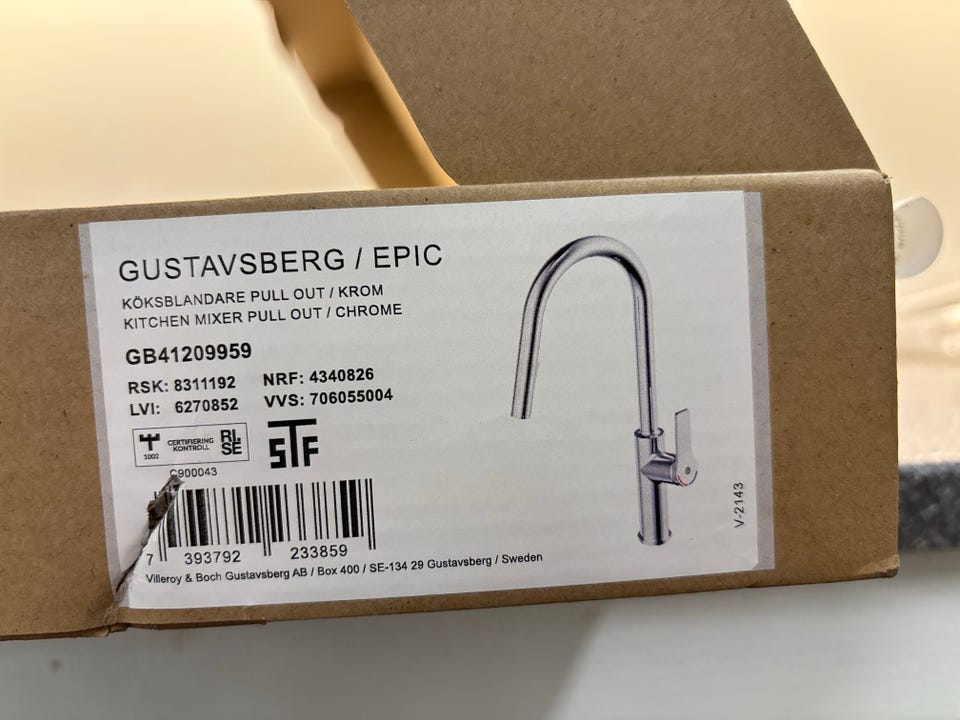 GUSTAVSBERG / EPIC
KÖKSBLANDARE PULL OUT / KROM
KITCHEN MIXER PULL OUT / CHROME
GB41209959
RSK: 8311192 NRF: 4340826
LVI: 6270852 VVS: 706055004
1002 CERTIFIERING KONTROLL RI. SE
STF
C900043
7 393792 233859
Villeroy & Boch Gustavsberg AB / Box 400 / SE-134 29 Gustavsberg / Sweden
V-2143